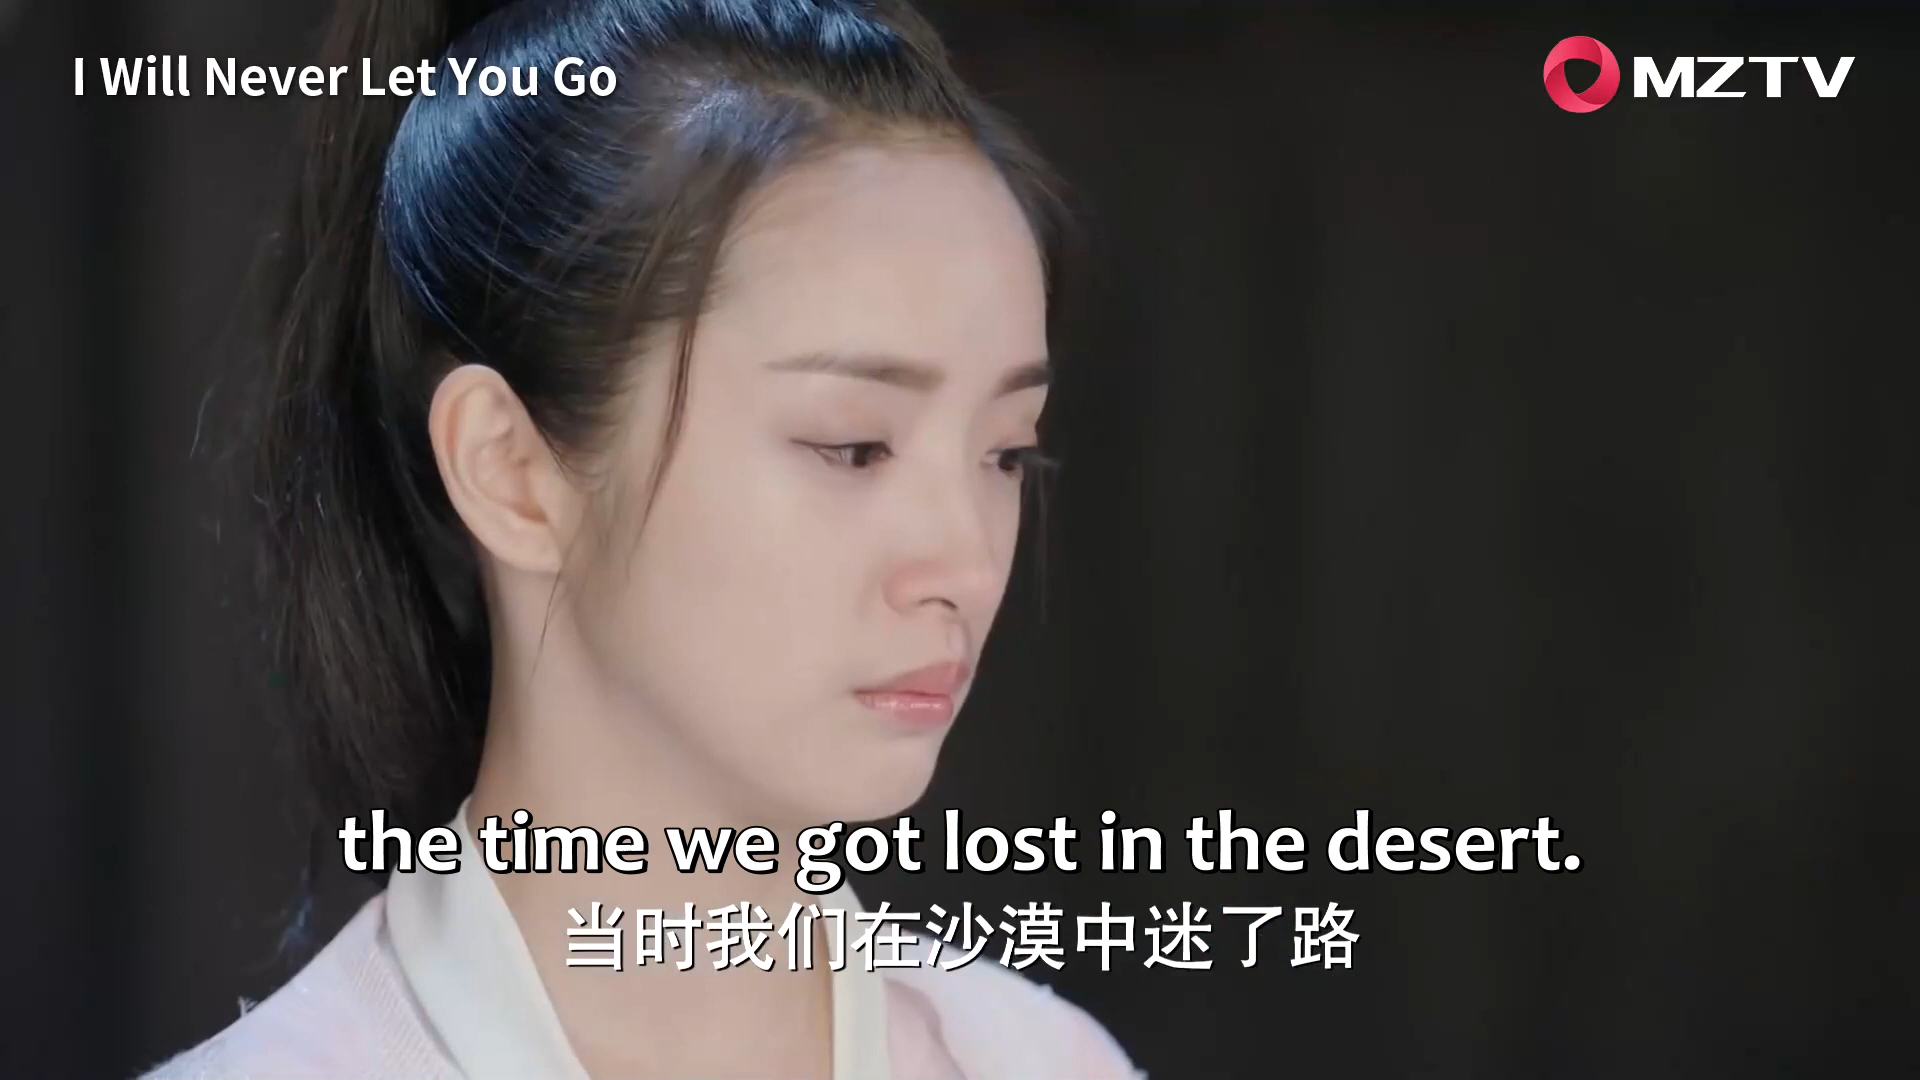 I Will Never Let You Go
MZTV
the time we got lost in the desert.
当时我们在沙漠中迷了路